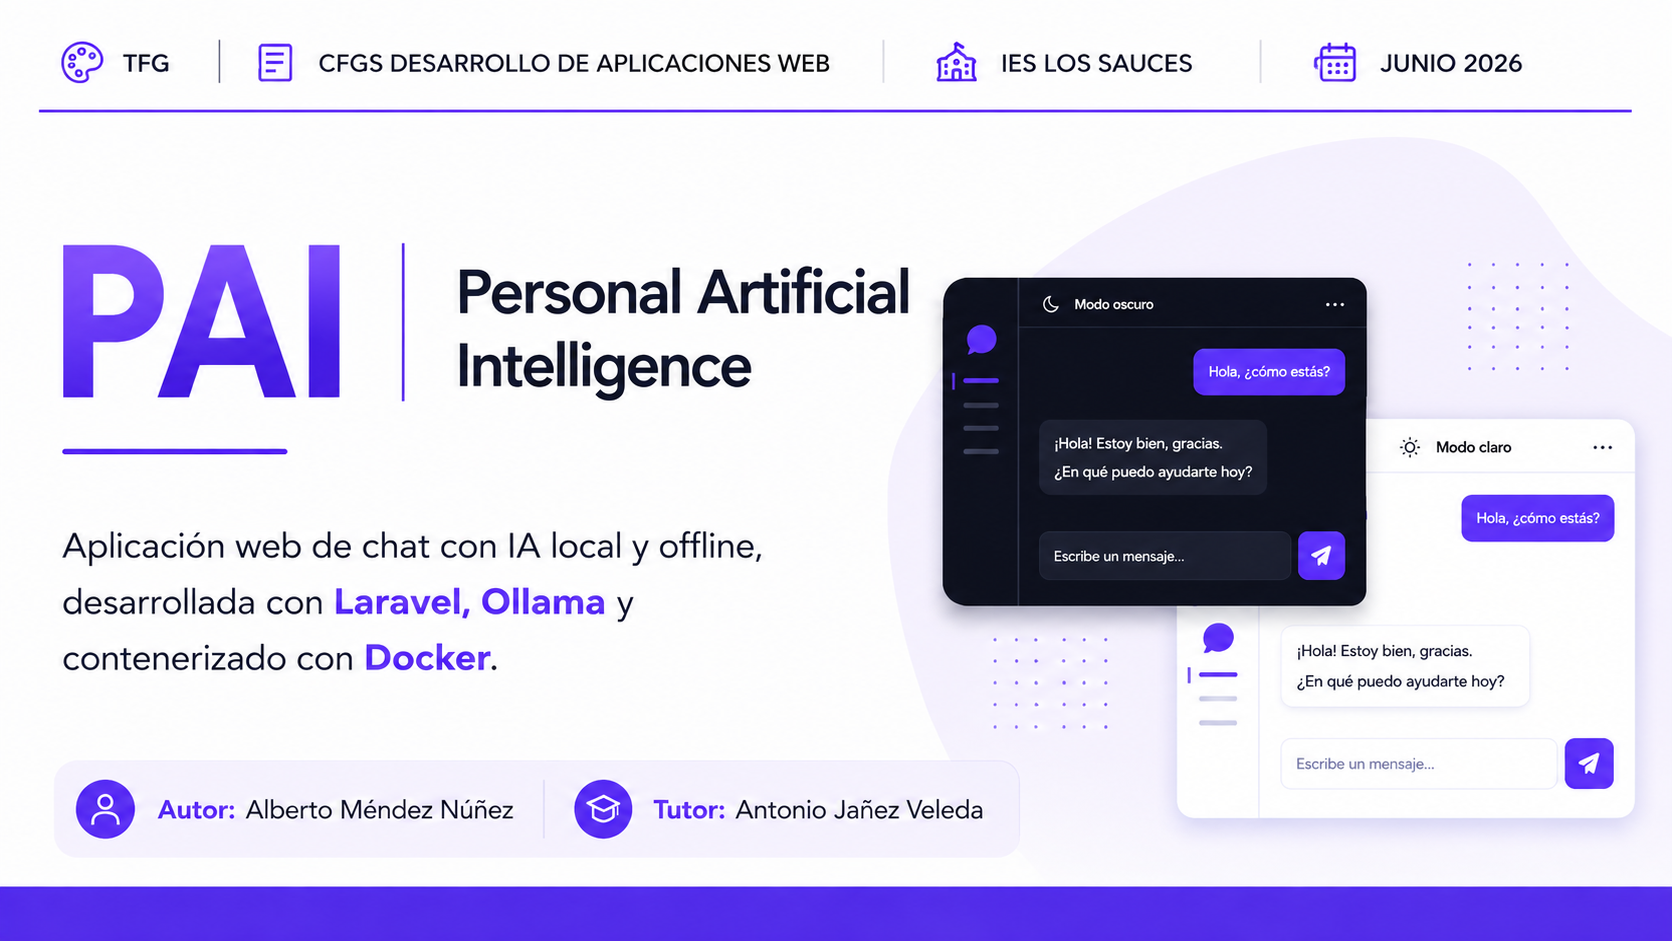 TFG
CFGS DESARROLLO DE APLICACIONES WEB
IES LOS SAUCES
JUNIO 2026
PAI
Personal Artificial
Intelligence
Aplicación web de chat con IA local y offline,
desarrollada con Laravel, Ollama y
contenerizado con Docker.
Autor: Alberto Méndez Núñez
Tutor: Antonio Jañez Veleda
Modo oscuro
Hola, ¿cómo estás?
¡Hola! Estoy bien, gracias.
¿En qué puedo ayudarte hoy?
Escribe un mensaje...
Modo claro
Hola, ¿cómo estás?
¡Hola! Estoy bien, gracias.
¿En qué puedo ayudarte hoy?
Escribe un mensaje...